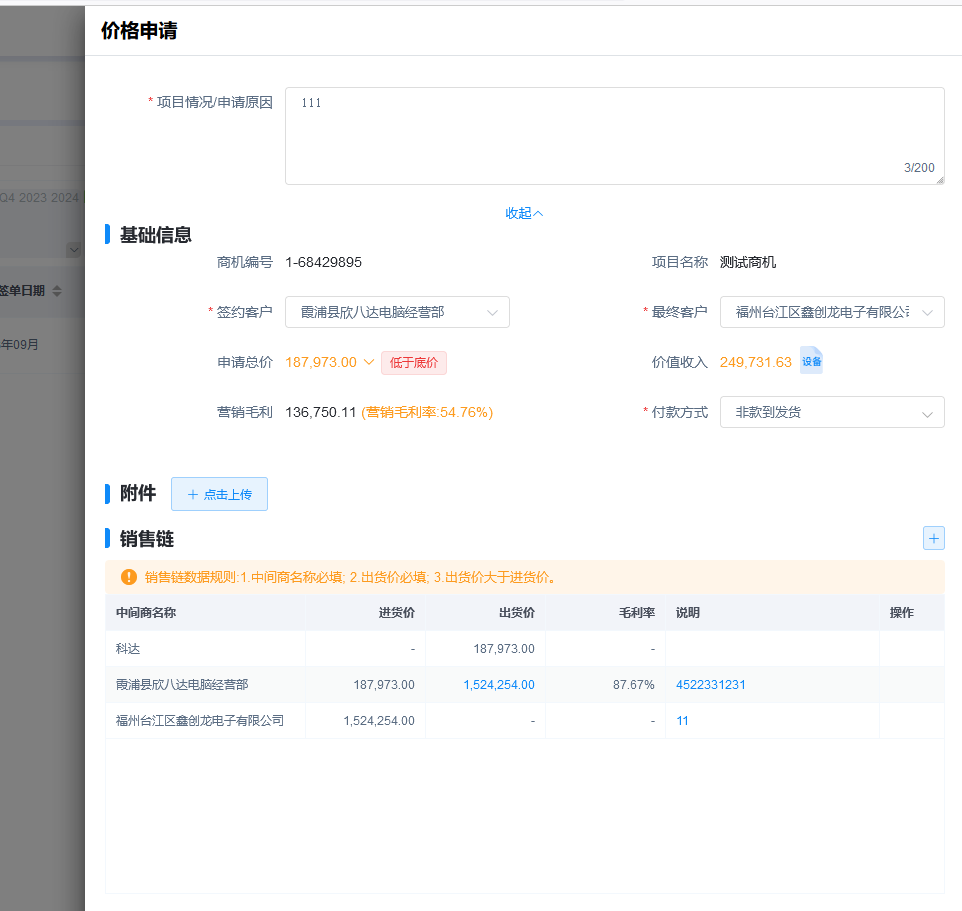 价格申请
* 项目情况/申请原因
111
3/200
收起
Q4 2023 2024
基础信息
商机编号 1-68429895
项目名称 测试商机
签单日期
* 签约客户 霞浦县欣八达电脑经营部
* 最终客户 福州台江区鑫创龙电子有限公司
年09月
申请总价 187,973.00 低于底价
价值收入 249,731.63 设备
营销毛利 136,750.11 (营销毛利率:54.76%)
* 付款方式 非款到发货
附件 + 点击上传
销售链 +
销售链数据规则:1.中间商名称必填; 2.出货价必填; 3.出货价大于进货价。
中间商名称 进货价 出货价 毛利率 说明 操作
科达 - 187,973.00 -
霞浦县欣八达电脑经营部 187,973.00 1,524,254.00 87.67% 4522331231
福州台江区鑫创龙电子有限公司 1,524,254.00 - - 11